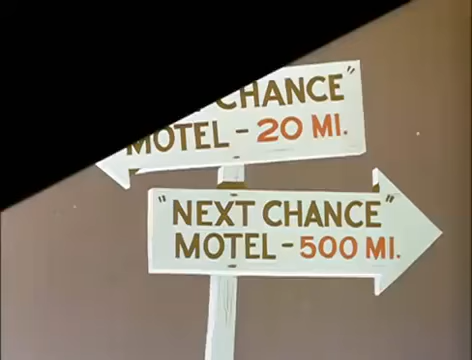 CHANCE"
MOTEL - 20 MI.
"NEXT CHANCE"
MOTEL - 500 MI.